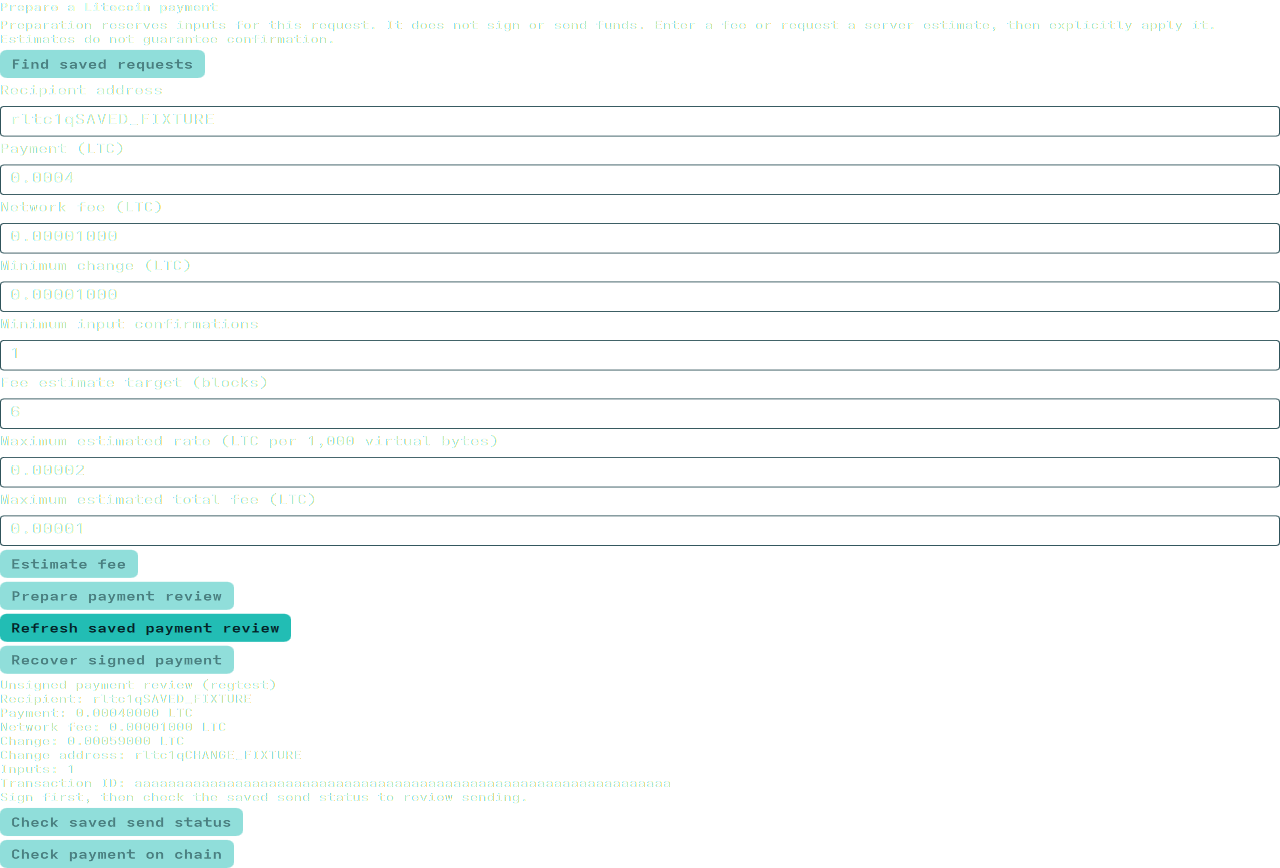 Prepare a Litecoin payment
Preparation reserves inputs for this request. It does not sign or send funds. Enter a fee or request a server estimate, then explicitly apply it.
Estimates do not guarantee confirmation.
Find saved requests
Recipient address
rltc1qSAVED_FIXTURE
Payment (LTC)
0.0004
Network fee (LTC)
0.00001000
Minimum change (LTC)
0.00001000
Minimum input confirmations
1
Fee estimate target (blocks)
6
Maximum estimated rate (LTC per 1,000 virtual bytes)
0.00002
Maximum estimated total fee (LTC)
0.00001
Estimate fee
Prepare payment review
Refresh saved payment review
Recover signed payment
Unsigned payment review (regtest)
Recipient: rltc1qSAVED_FIXTURE
Payment: 0.00040000 LTC
Network fee: 0.00001000 LTC
Change: 0.00059000 LTC
Change address: rltc1qCHANGE_FIXTURE
Inputs: 1
Transaction ID: aaaaaaaaaaaaaaaaaaaaaaaaaaaaaaaaaaaaaaaaaaaaaaaaaaaaaaaaaaaaaaaa
Sign first, then check the saved send status to review sending.
Check saved send status
Check payment on chain